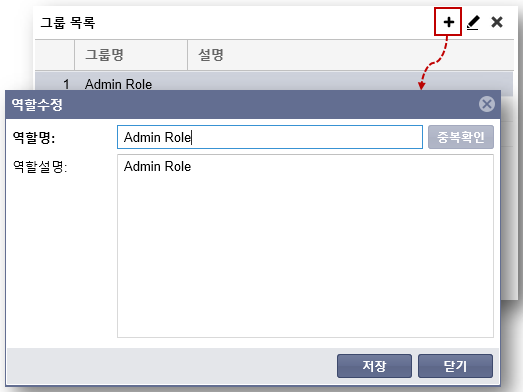 그룹 목록
그룹명 설명
1 Admin Role
역할수정
역할명: Admin Role 중복확인
역할설명: Admin Role
저장 닫기